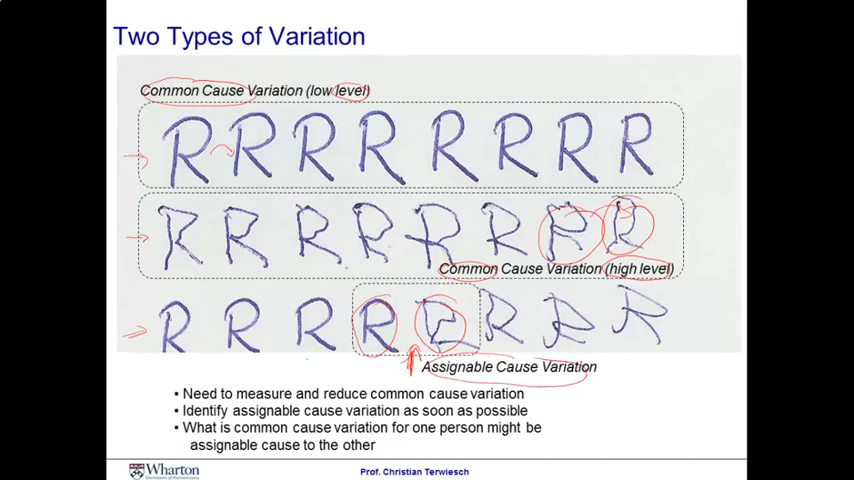 Two Types of Variation
Common Cause Variation (low level)
R R R R R R R R
R R R R R R R R
Common Cause Variation (high level)
R R R R R R R R
Assignable Cause Variation
• Need to measure and reduce common cause variation
• Identify assignable cause variation as soon as possible
• What is common cause variation for one person might be
assignable cause to the other
Wharton
Prof. Christian Terwiesch